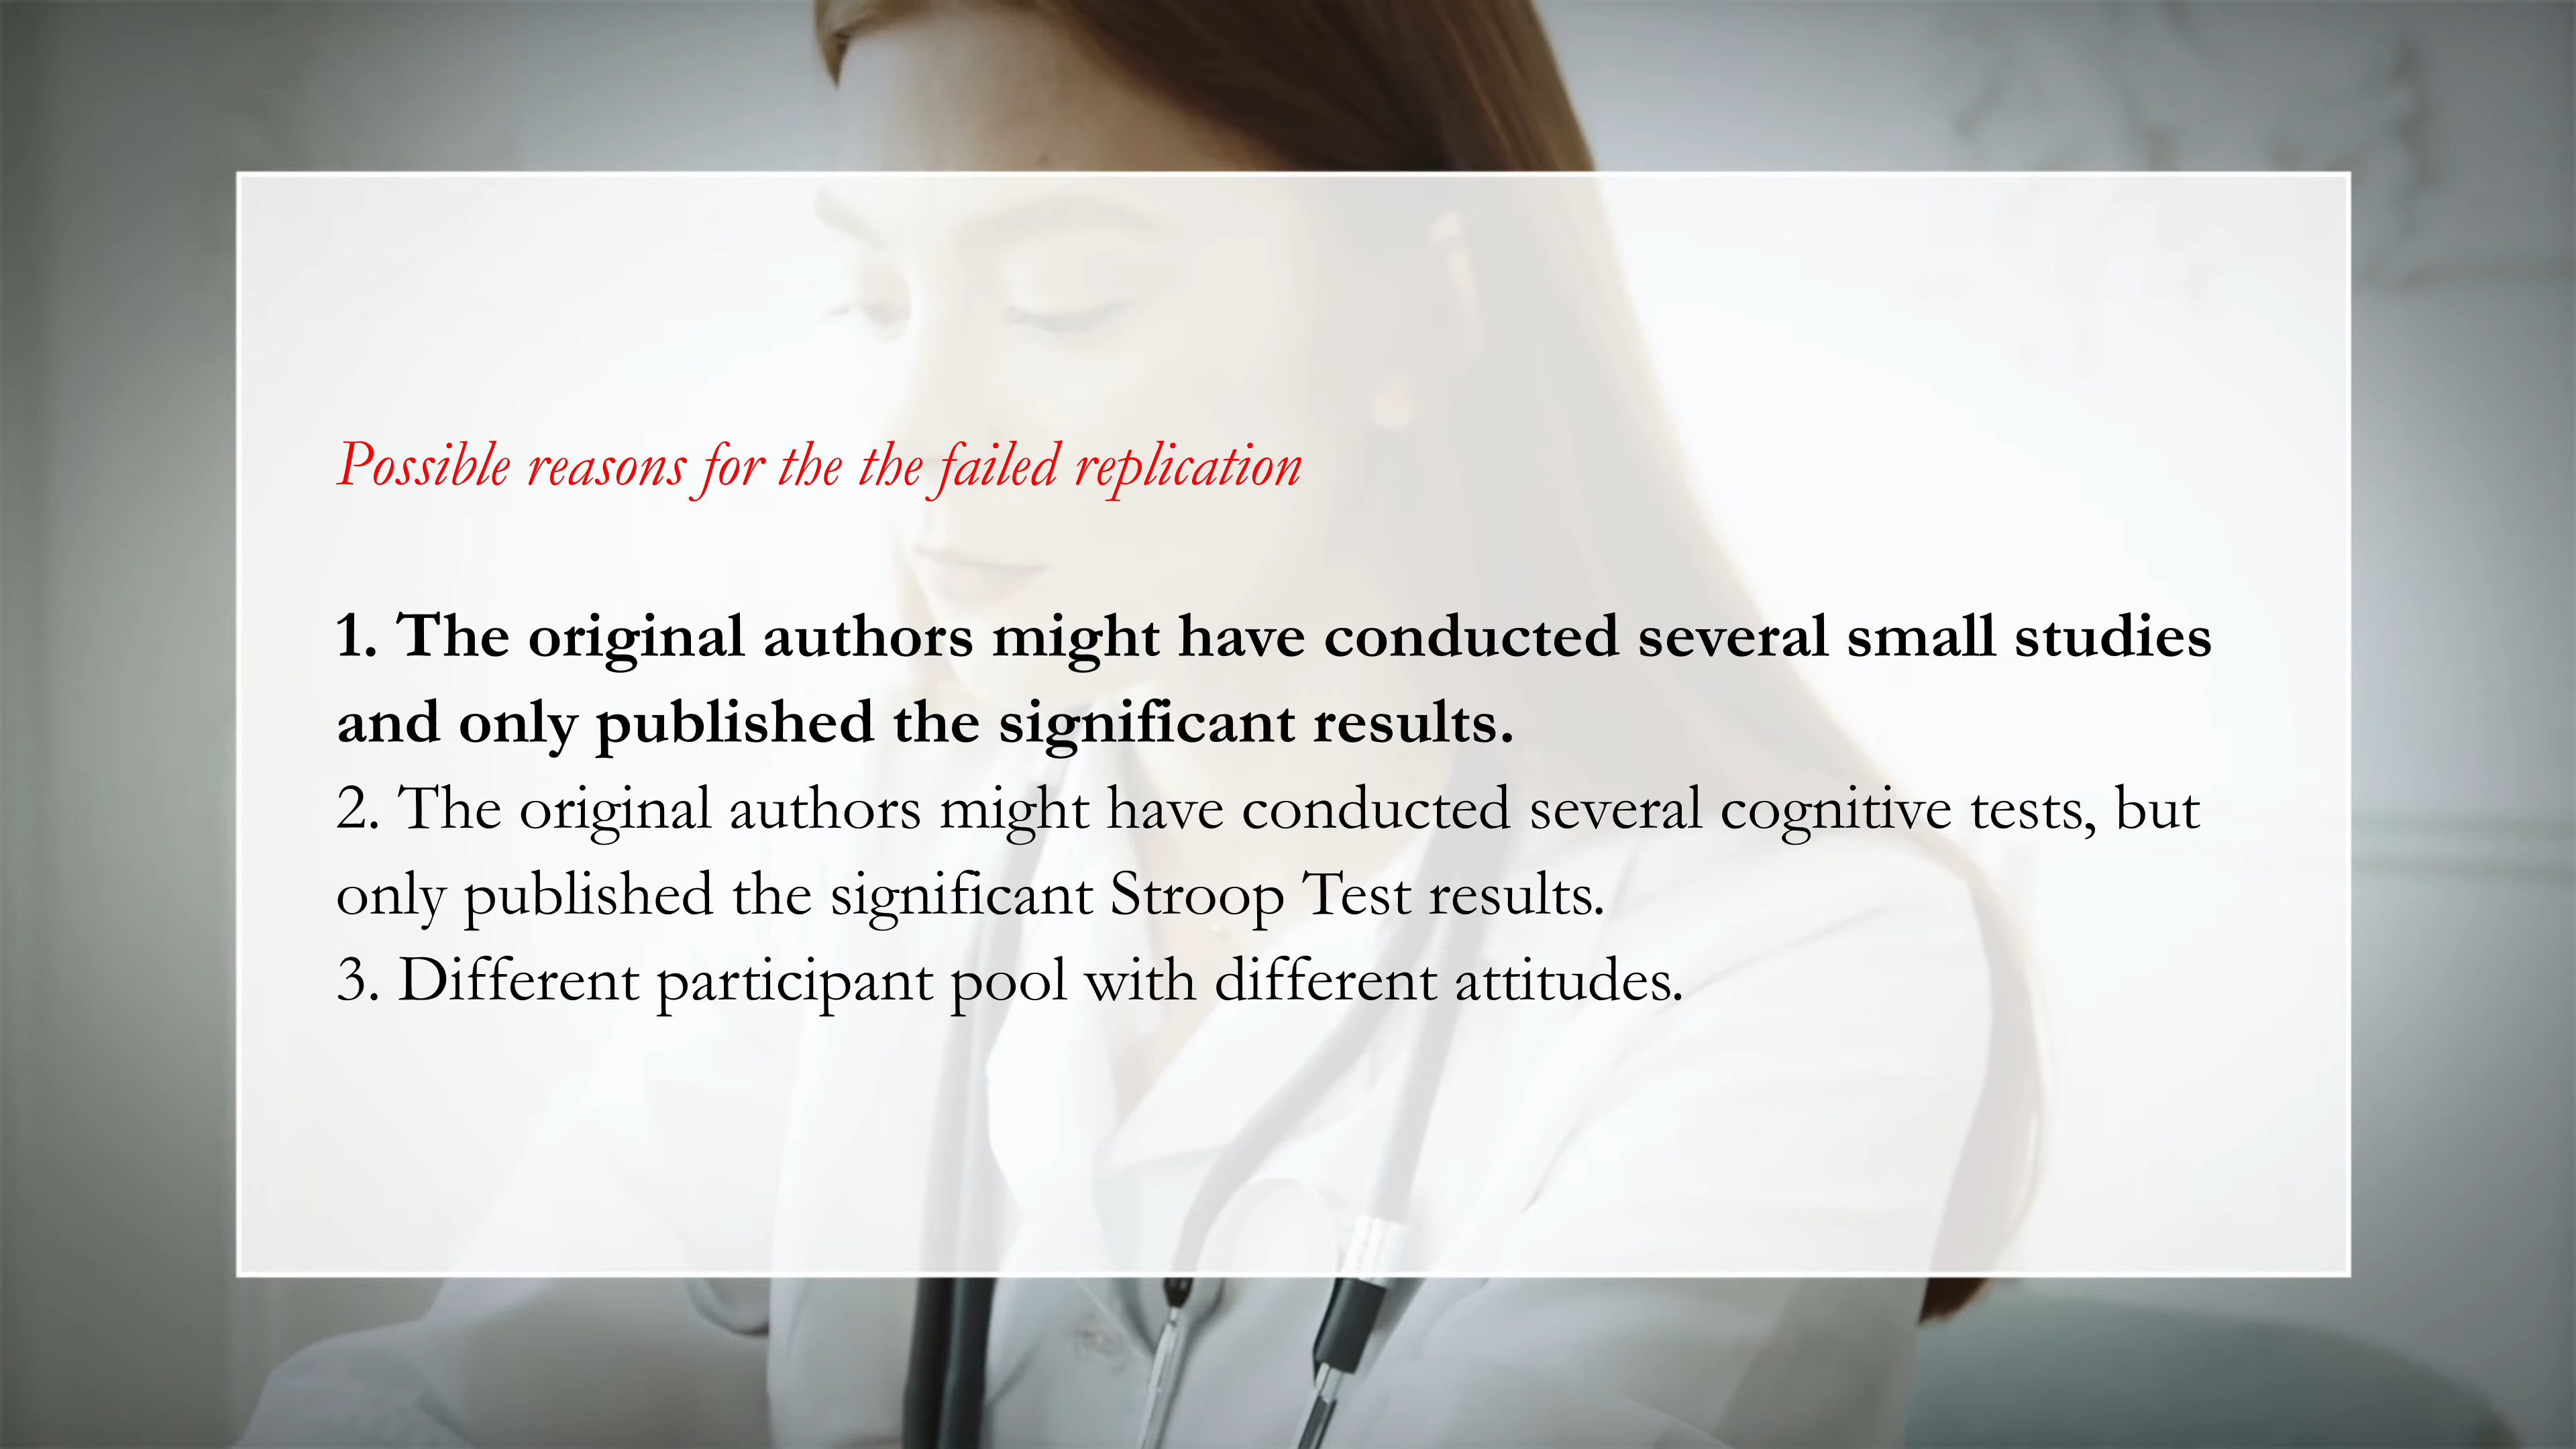 Possible reasons for the the failed replication
1. The original authors might have conducted several small studies
and only published the significant results.
2. The original authors might have conducted several cognitive tests, but
only published the significant Stroop Test results.
3. Different participant pool with different attitudes.